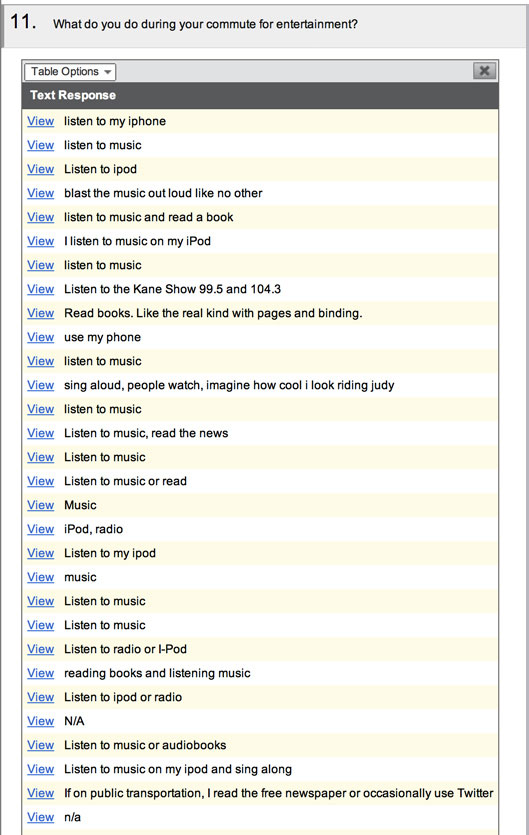 11. What do you do during your commute for entertainment?
Table Options
Text Response
View listen to my iphone
View listen to music
View Listen to ipod
View blast the music out loud like no other
View listen to music and read a book
View I listen to music on my iPod
View listen to music
View Listen to the Kane Show 99.5 and 104.3
View Read books. Like the real kind with pages and binding.
View use my phone
View listen to music
View sing aloud, people watch, imagine how cool i look riding judy
View listen to music
View Listen to music, read the news
View Listen to music
View Listen to music or read
View Music
View iPod, radio
View Listen to my ipod
View music
View Listen to music
View Listen to music
View Listen to radio or I-Pod
View reading books and listening music
View Listen to ipod or radio
View N/A
View Listen to music or audiobooks
View Listen to music on my ipod and sing along
View If on public transportation, I read the free newspaper or occasionally use Twitter
View n/a